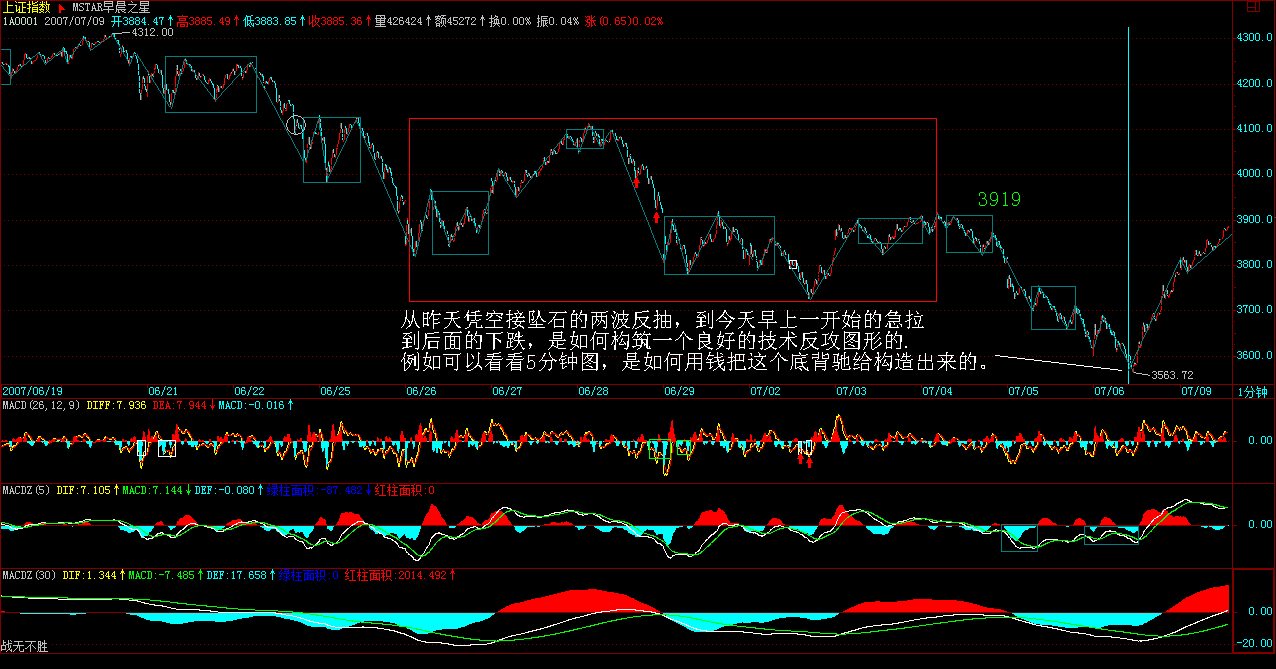 上证指数 MSTAR早晨之星
1A0001 2007/07/09 开3884.47↑高3885.49↑低3883.85↑收3885.38↑量426424↑额45272↑换0.00% 振0.04% 涨(0.85)0.02%
4312.00
4300.0
4200.0
4100.0
4000.0
3919
3900.0
3800.0
3700.0
3600.0
从昨天凭空接坠石的两波反抽，到今天早上一开始的急拉
到后面的下跌，是如何构筑一个良好的技术反攻图形的.
例如可以看看5分钟图，是如何用钱把这个底背驰给构造出来的。
3563.72
2007/06/19 06/21 06/22 06/25 06/26 06/27 06/28 06/29 07/02 07/03 07/04 07/05 07/06 07/09 1分钟
MACD(26,12,9) DIFF:7.936 DEA:7.944↓MACD:-0.016↑
0.00
MACDZ(5) DIF:7.105↑MACD:7.144↓DEF:-0.080↑绿柱面积:-87.482↓红柱面积:0
0.00
MACDZ(30) DIF:1.344↑MACD:-7.485↑DEF:17.658↑绿柱面积:0 红柱面积:2014.492↑
0.00
-20.00
战无不胜